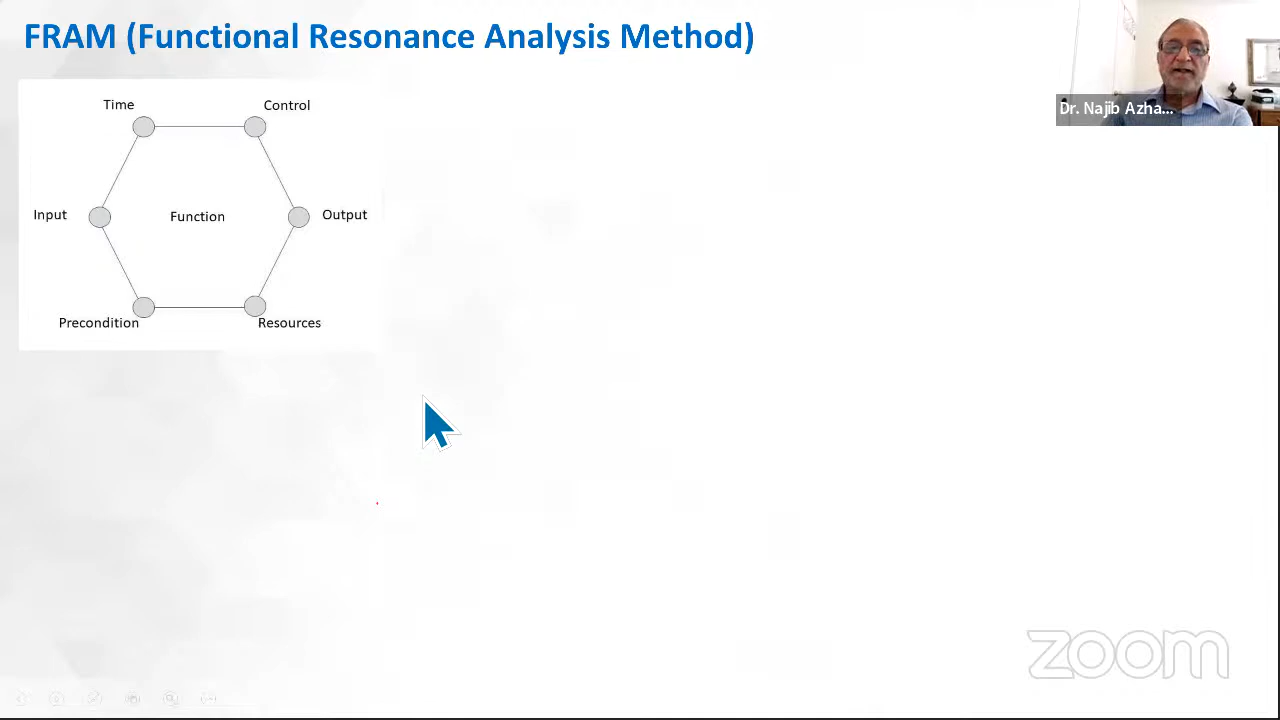 FRAM (Functional Resonance Analysis Method)
Dr. Najib Azha...
Time
Control
Input
Function
Output
Precondition
Resources
zoom